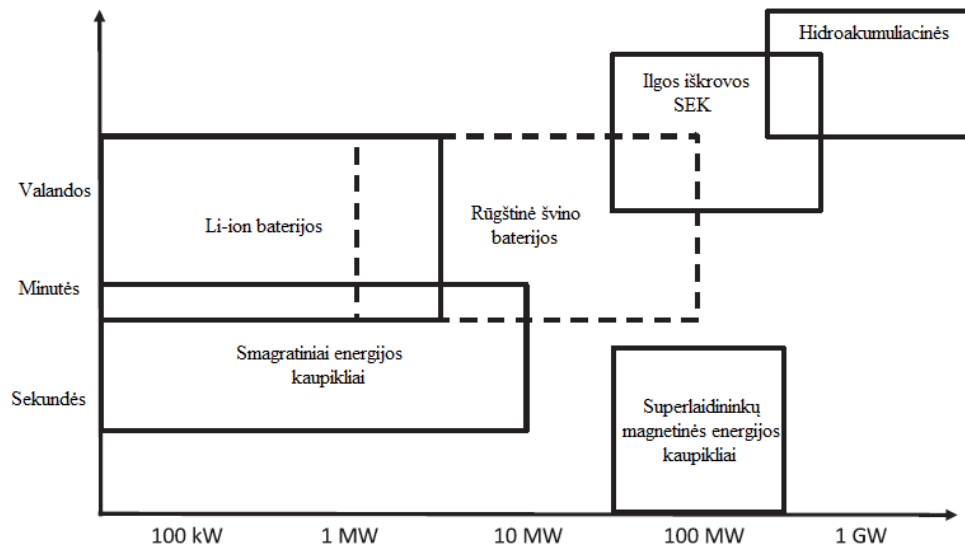 Hidroakumuliacinės
Ilgos iškrovos
SEK
Valandos
Li-ion baterijos
Rūgštinė švino
baterijos
Minutės
Smagratiniai energijos
kaupikliai
Sekundės
Superlaidininkų
magnetinės energijos
kaupikliai
100 kW
1 MW
10 MW
100 MW
1 GW